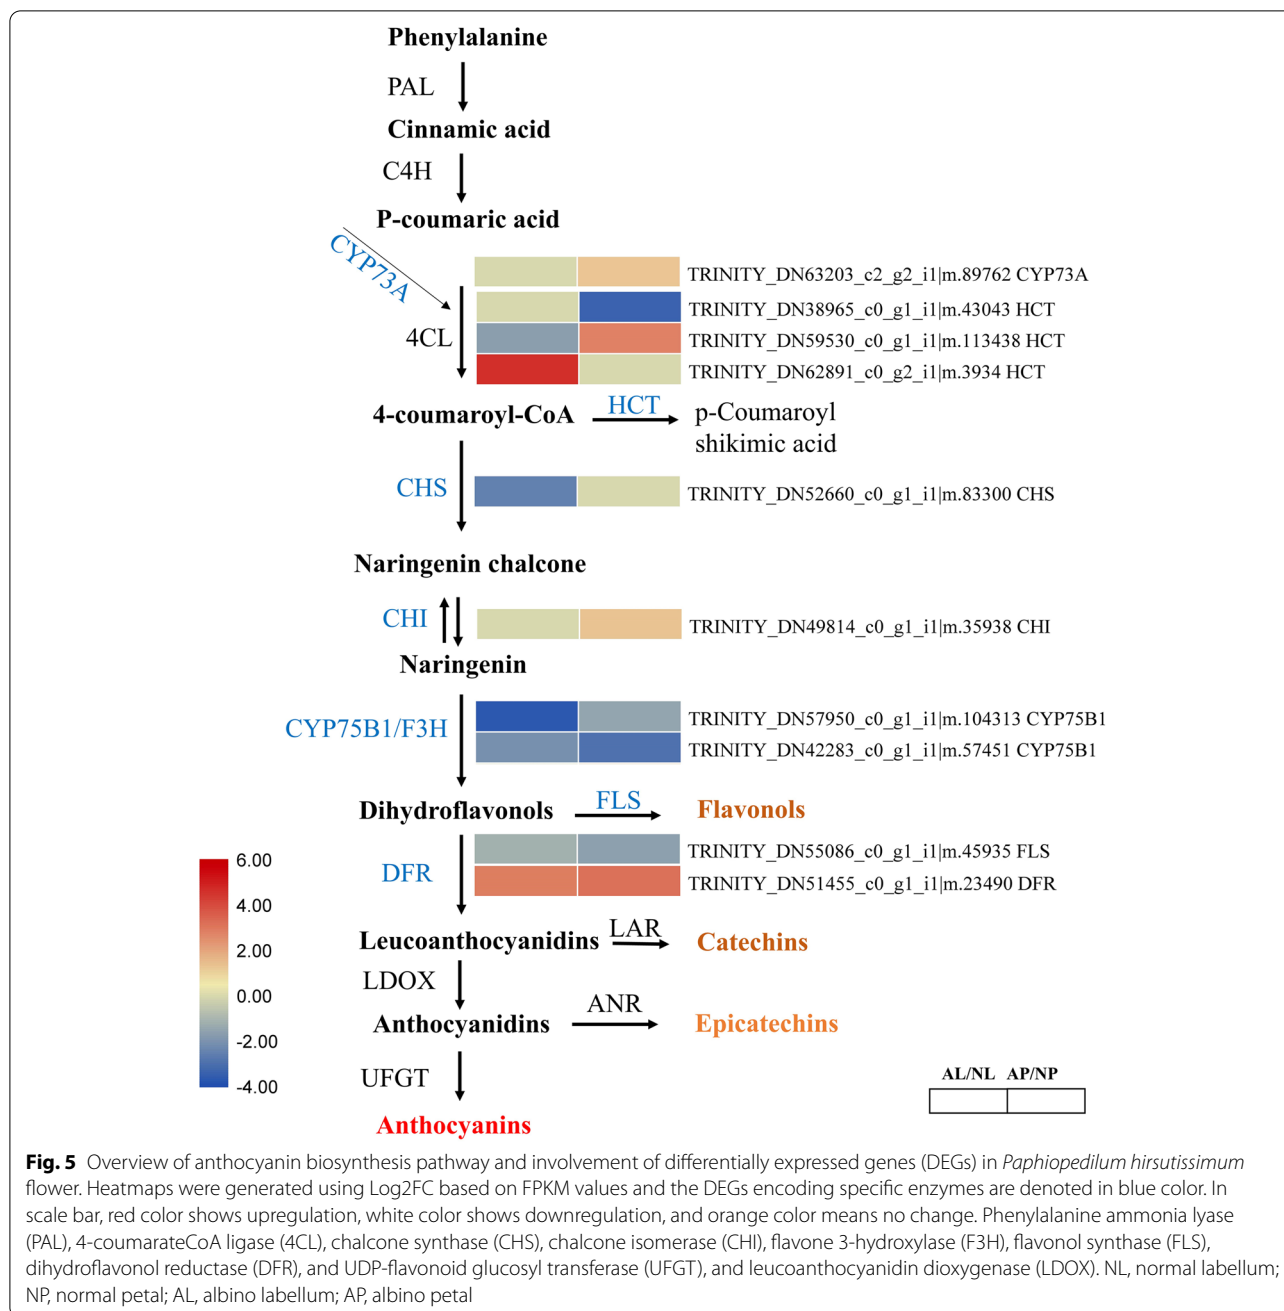 Phenylalanine
PAL
Cinnamic acid
C4H
P-coumaric acid
CYP73A
TRINITY_DN63203_c2_g2_i1|m.89762 CYP73A
TRINITY_DN38965_c0_g1_i1|m.43043 HCT
4CL
TRINITY_DN59530_c0_g1_i1|m.113438 HCT
TRINITY_DN62891_c0_g2_i1|m.3934 HCT
4-coumaroyl-CoA
HCT
p-Coumaroyl
shikimic acid
CHS
TRINITY_DN52660_c0_g1_i1|m.83300 CHS
Naringenin chalcone
CHI
TRINITY_DN49814_c0_g1_i1|m.35938 CHI
Naringenin
CYP75B1/F3H
TRINITY_DN57950_c0_g1_i1|m.104313 CYP75B1
TRINITY_DN42283_c0_g1_i1|m.57451 CYP75B1
Dihydroflavonols
FLS
Flavonols
TRINITY_DN55086_c0_g1_i1|m.45935 FLS
DFR
TRINITY_DN51455_c0_g1_i1|m.23490 DFR
6.00
4.00
2.00
0.00
-2.00
-4.00
Leucoanthocyanidins
LAR
Catechins
LDOX
Anthocyanidins
ANR
Epicatechins
UFGT
AL/NL AP/NP
Anthocyanins
Fig. 5 Overview of anthocyanin biosynthesis pathway and involvement of differentially expressed genes (DEGs) in Paphiopedilum hirsutissimum
flower. Heatmaps were generated using Log2FC based on FPKM values and the DEGs encoding specific enzymes are denoted in blue color. In
scale bar, red color shows upregulation, white color shows downregulation, and orange color means no change. Phenylalanine ammonia lyase
(PAL), 4-coumarateCoA ligase (4CL), chalcone synthase (CHS), chalcone isomerase (CHI), flavone 3-hydroxylase (F3H), flavonol synthase (FLS),
dihydroflavonol reductase (DFR), and UDP-flavonoid glucosyl transferase (UFGT), and leucoanthocyanidin dioxygenase (LDOX). NL, normal labellum;
NP, normal petal; AL, albino labellum; AP, albino petal